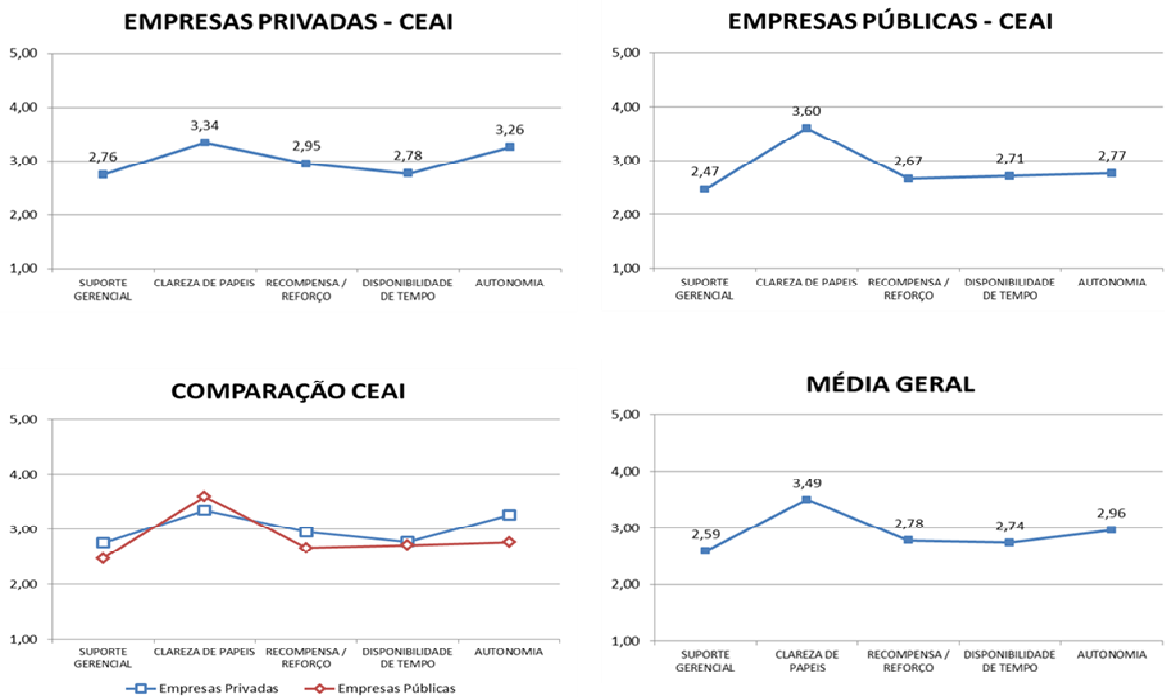 EMPRESAS PRIVADAS - CEAI
5,00
4,00
3,00
2,00
1,00
2,76
3,34
2,95
2,78
3,26
SUPORTE
GERENCIAL
CLAREZA DE PAPEIS
RECOMPENSA /
REFORÇO
DISPONIBILIDADE
DE TEMPO
AUTONOMIA
EMPRESAS PÚBLICAS - CEAI
5,00
4,00
3,00
2,00
1,00
2,47
3,60
2,67
2,71
2,77
SUPORTE
GERENCIAL
CLAREZA DE PAPEIS
RECOMPENSA /
REFORÇO
DISPONIBILIDADE
DE TEMPO
AUTONOMIA
COMPARAÇÃO CEAI
5,00
4,00
3,00
2,00
1,00
SUPORTE
GERENCIAL
CLAREZA DE PAPEIS
RECOMPENSA /
REFORÇO
DISPONIBILIDADE
DE TEMPO
AUTONOMIA
Empresas Privadas
Empresas Públicas
MÉDIA GERAL
5,00
4,00
3,00
2,00
1,00
2,59
3,49
2,78
2,74
2,96
SUPORTE
GERENCIAL
CLAREZA DE
PAPEIS
RECOMPENSA /
REFORÇO
DISPONIBILIDADE
DE TEMPO
AUTONOMIA